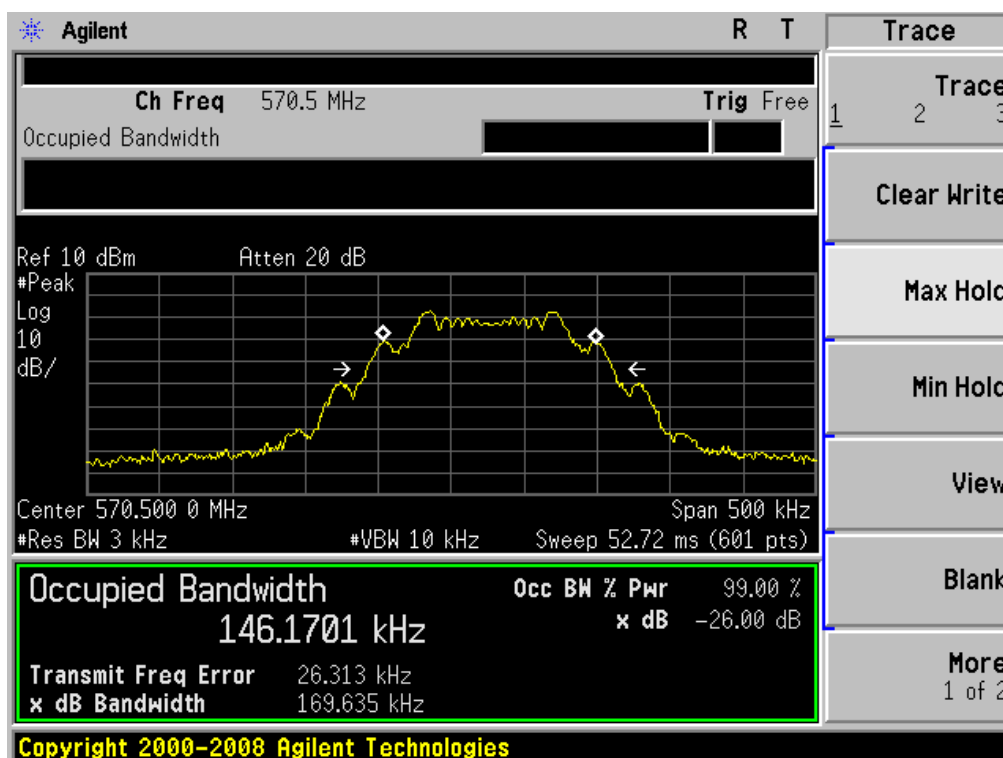 Agilent R T Trace
Ch Freq 570.5 MHz Trig Free
Occupied Bandwidth
Trace
1 2 3
Clear Write
Max Hold
Min Hold
View
Blank
More
1 of 2
Ref 10 dBm Atten 20 dB
#Peak
Log
10
dB/
Center 570.500 0 MHz Span 500 kHz
#Res BW 3 kHz #VBW 10 kHz Sweep 52.72 ms (601 pts)
Occupied Bandwidth Occ BW % Pwr 99.00 %
146.1701 kHz x dB -26.00 dB
Transmit Freq Error 26.313 kHz
x dB Bandwidth 169.635 kHz
Copyright 2000-2008 Agilent Technologies